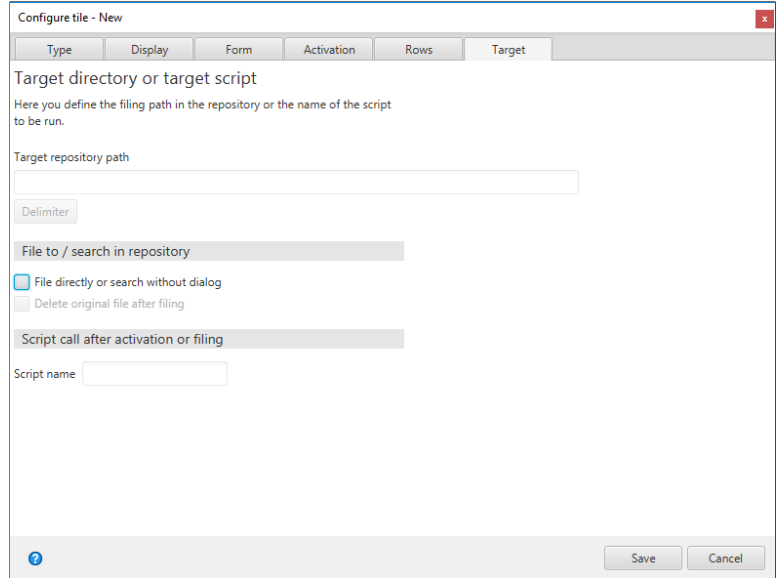 Configure tile - New
x
Type Display Form Activation Rows Target
Target directory or target script
Here you define the filing path in the repository or the name of the script
to be run.
Target repository path
Delimiter
File to / search in repository
File directly or search without dialog
Delete original file after filing
Script call after activation or filing
Script name
? Save Cancel